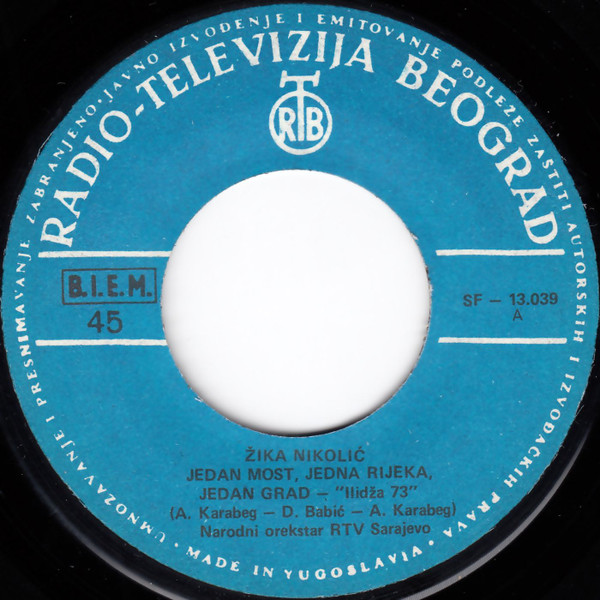 UMNOŽAVANJE I PRESNIMAVANJE ZABRANJENO · JAVNO IZVOĐENJE I EMITOVANJE PODLEŽE ZAŠTITI AUTORSKIH I IZVOĐAČKIH PRAVA ·
RADIO-TELEVIZIJA BEOGRAD
RTB
B.I.E.M.
45
SF – 13.039
A
ŽIKA NIKOLIĆ
JEDAN MOST, JEDNA RIJEKA,
JEDAN GRAD – "Ilidža 73"
(A. Karabeg – D. Babić – A. Karabeg)
Narodni orekstar RTV Sarajevo
· MADE IN YUGOSLAVIA ·